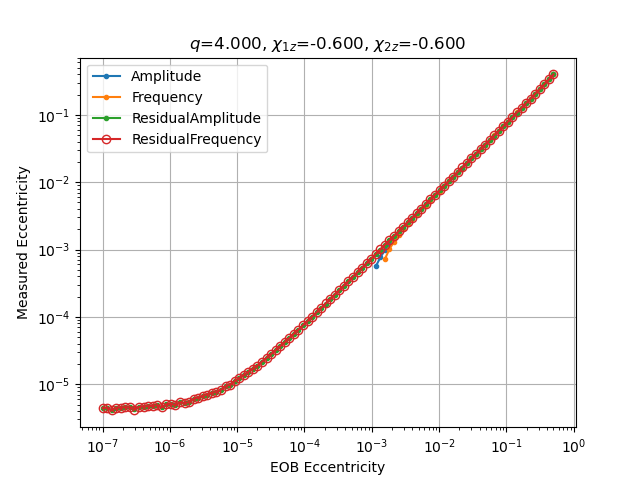 q=4.000, χ1z=-0.600, χ2z=-0.600
Amplitude
Frequency
ResidualAmplitude
ResidualFrequency
Measured Eccentricity
10⁻¹
10⁻²
10⁻³
10⁻⁴
10⁻⁵
10⁻⁷ 10⁻⁶ 10⁻⁵ 10⁻⁴ 10⁻³ 10⁻² 10⁻¹ 10⁰
EOB Eccentricity